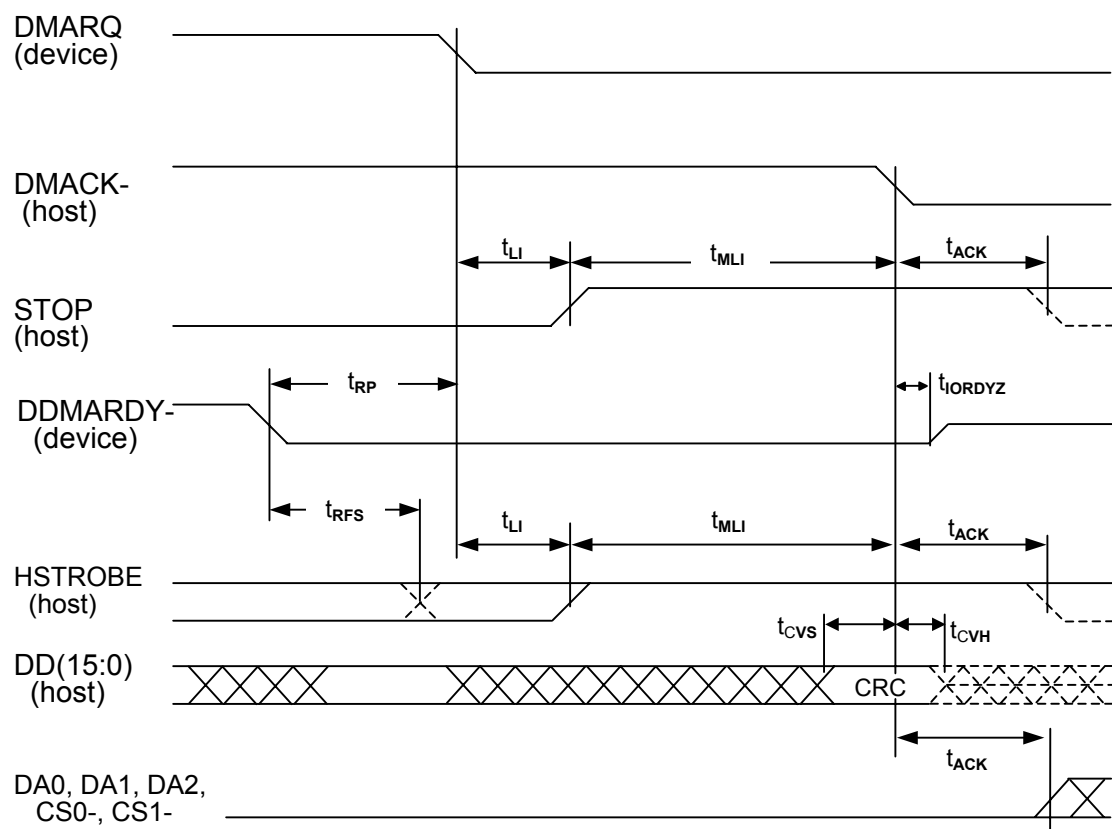 DMARQ
(device)
DMACK-
(host)
tLI
tMLI
tACK
STOP
(host)
tRP
tIORDYZ
DDMARDY-
(device)
tRFS
tLI
tMLI
tACK
HSTROBE
(host)
tCVS
tCVH
DD(15:0)
(host)
CRC
tACK
DA0, DA1, DA2,
CS0-, CS1-